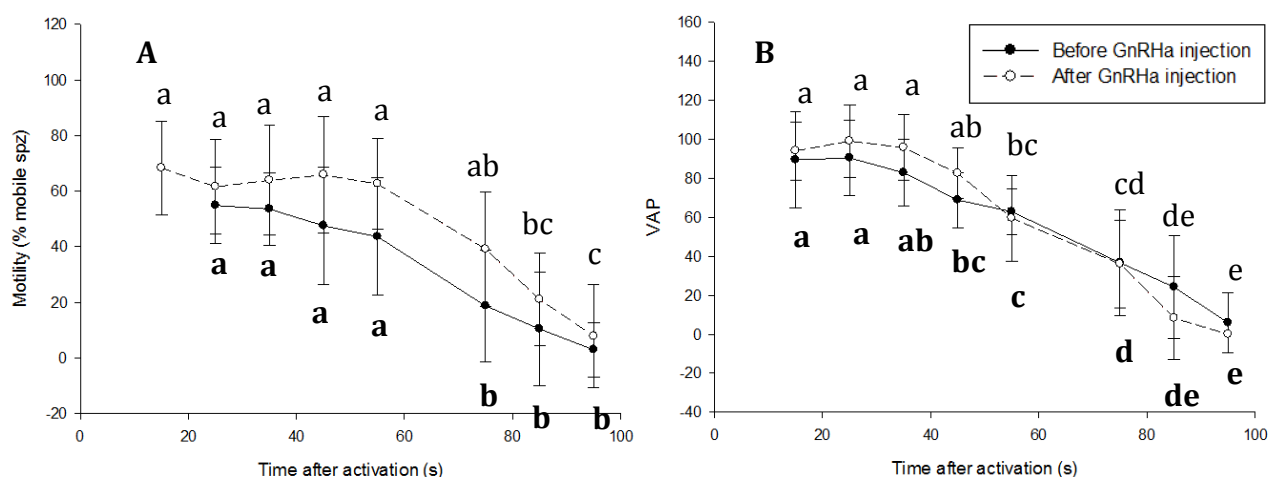 A
Motility (% mobile spz)
120
100
80
60
40
20
0
-20
a
a
a
a
a
ab
bc
c
a
a
a
a
b
b
b
0
20
40
60
80
100
Time after activation (s)
B
Before GnRHa injection
After GnRHa injection
VAP
160
140
120
100
80
60
40
20
0
-20
-40
a
a
a
ab
bc
cd
de
e
a
a
ab
bc
c
d
de
e
0
20
40
60
80
100
Time after activation (s)